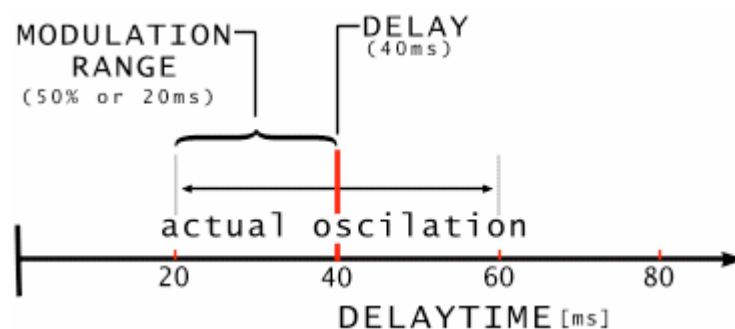 MODULATION
RANGE
(50% or 20ms)
DELAY
(40ms)
actual oscilation
20 40 60 80
DELAYTIME [ms]